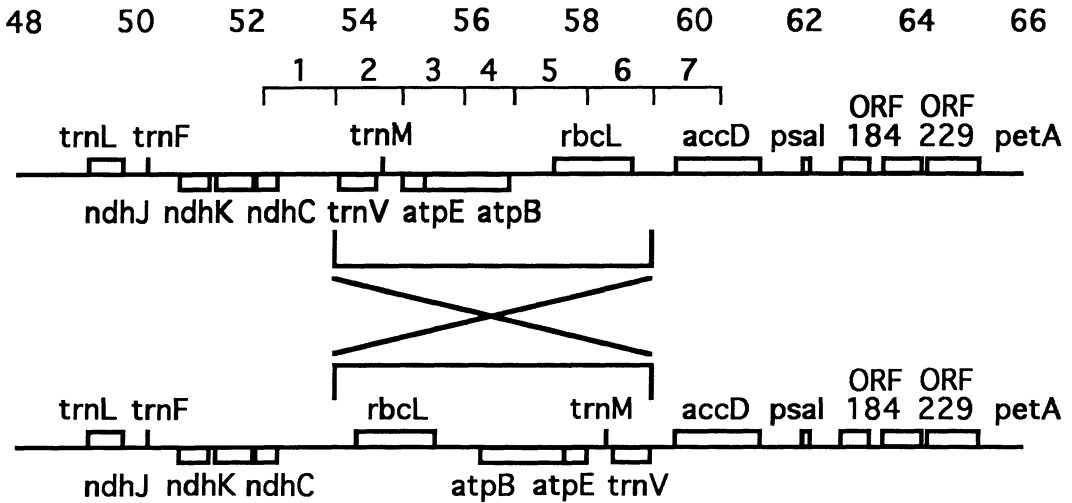 48 50 52 54 56 58 60 62 64 66
1 2 3 4 5 6 7
ORF ORF
trnL trnF trnM rbcL accD psaI 184 229 petA
ndhJ ndhK ndhC trnV atpE atpB
ORF ORF
trnL trnF rbcL trnM accD psaI 184 229 petA
ndhJ ndhK ndhC atpB atpE trnV